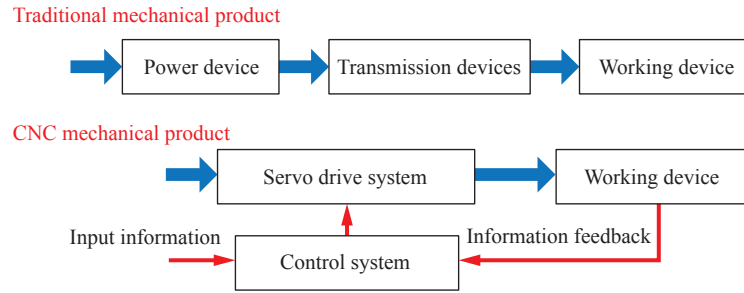 Traditional mechanical product
Power device
Transmission devices
Working device
CNC mechanical product
Servo drive system
Working device
Input information
Information feedback
Control system